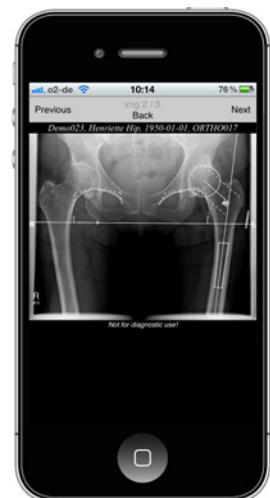 o2-de 10:14 76 %
img 2 / 3
Previous Back Next
Demo023, Henriette Hip, 1950-01-01, ORTHO017
R
Not for diagnostic use!